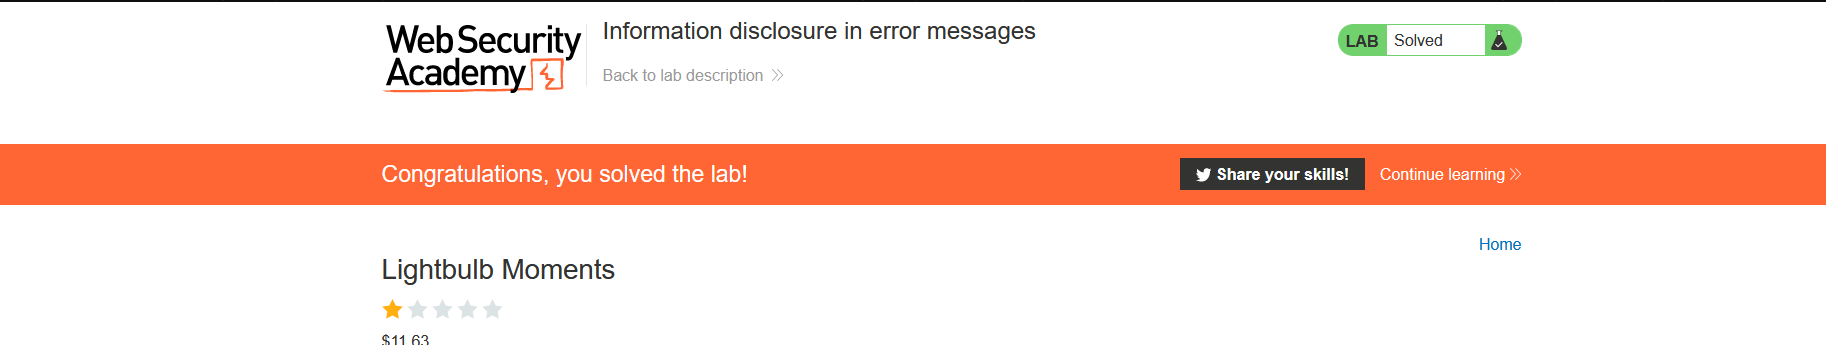 Web Security
Academy
Information disclosure in error messages
Back to lab description
LAB Solved
Congratulations, you solved the lab!
Share your skills!
Continue learning
Home
Lightbulb Moments
$11.63